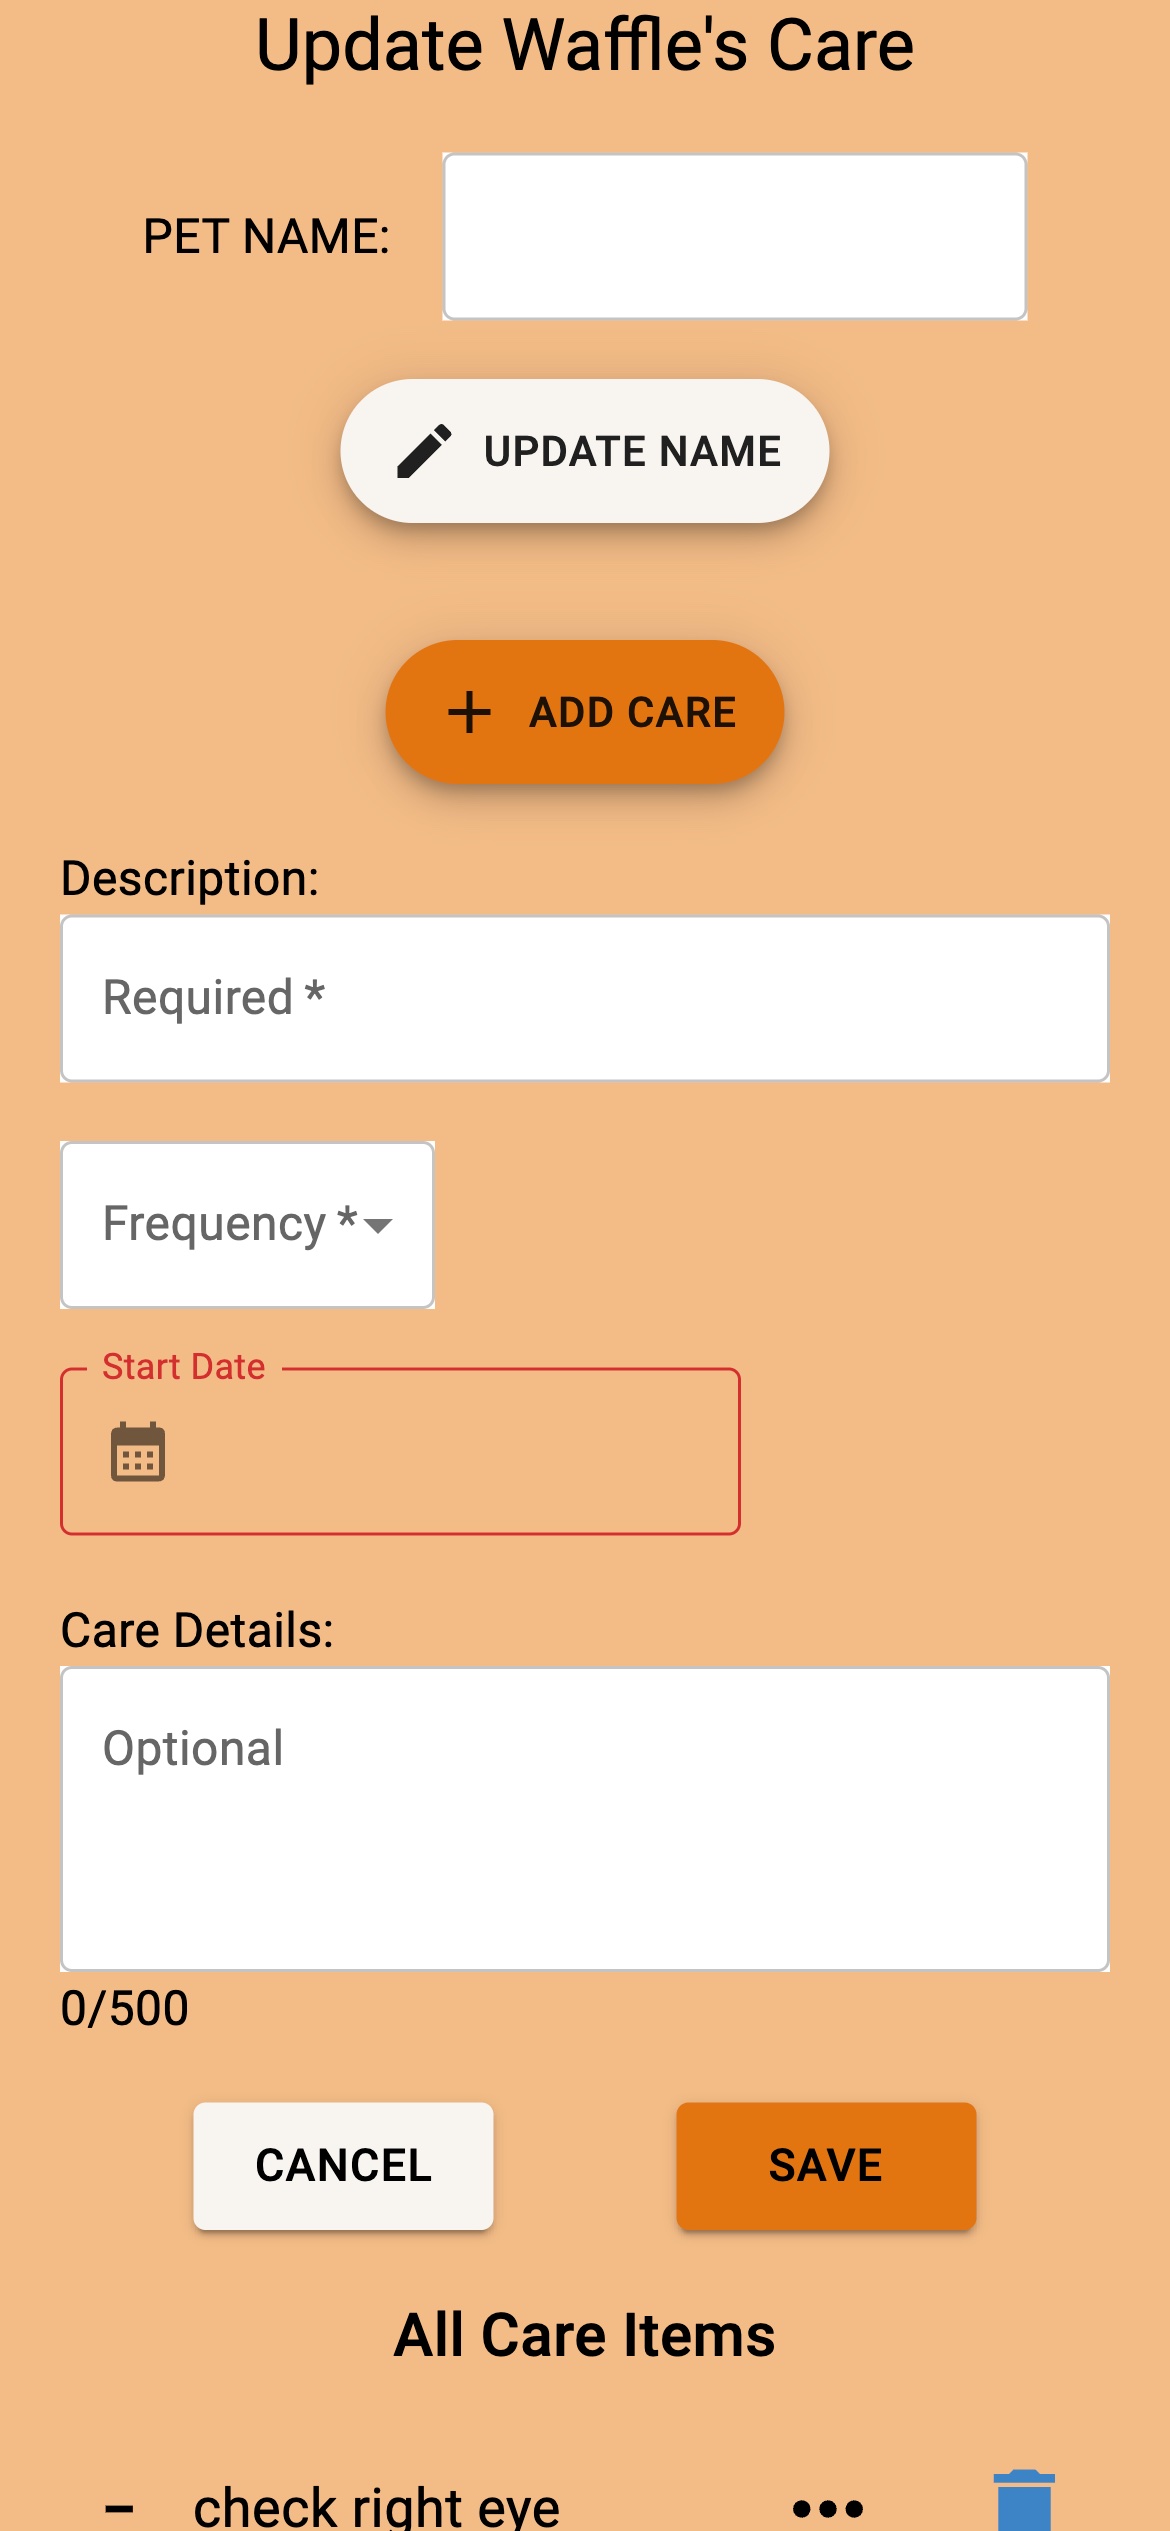 Update Waffle's Care
PET NAME:
UPDATE NAME
ADD CARE
Description:
Required *
Frequency *
Start Date
Care Details:
Optional
0/500
CANCEL SAVE
All Care Items
- check right eye